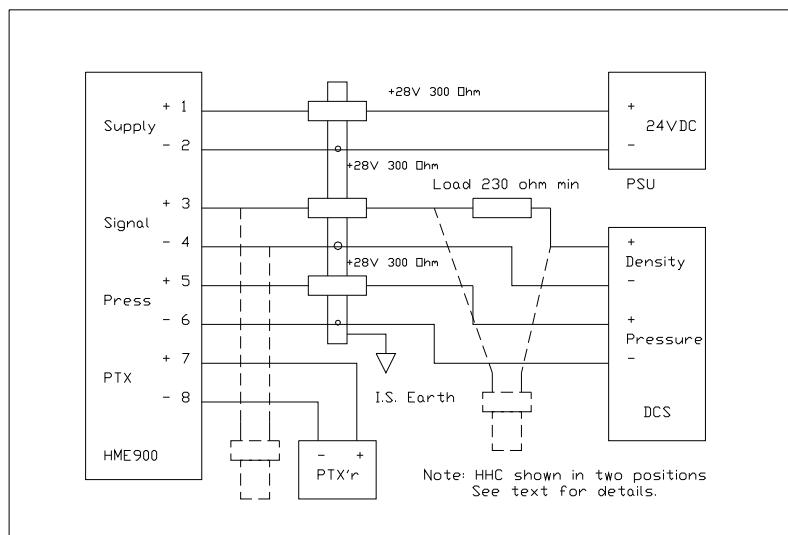 +28V 300 Ohm
+ 1
Supply
- 2
+
24VDC
-
PSU
+28V 300 Ohm
Load 230 ohm min
+ 3
Signal
- 4
+28V 300 Ohm
+ 5
Press
- 6
+ 7
PTX
- 8
HME900
+
Density
-
+
Pressure
-
DCS
I.S. Earth
- +
PTX'r
Note: HHC shown in two positions
See text for details.